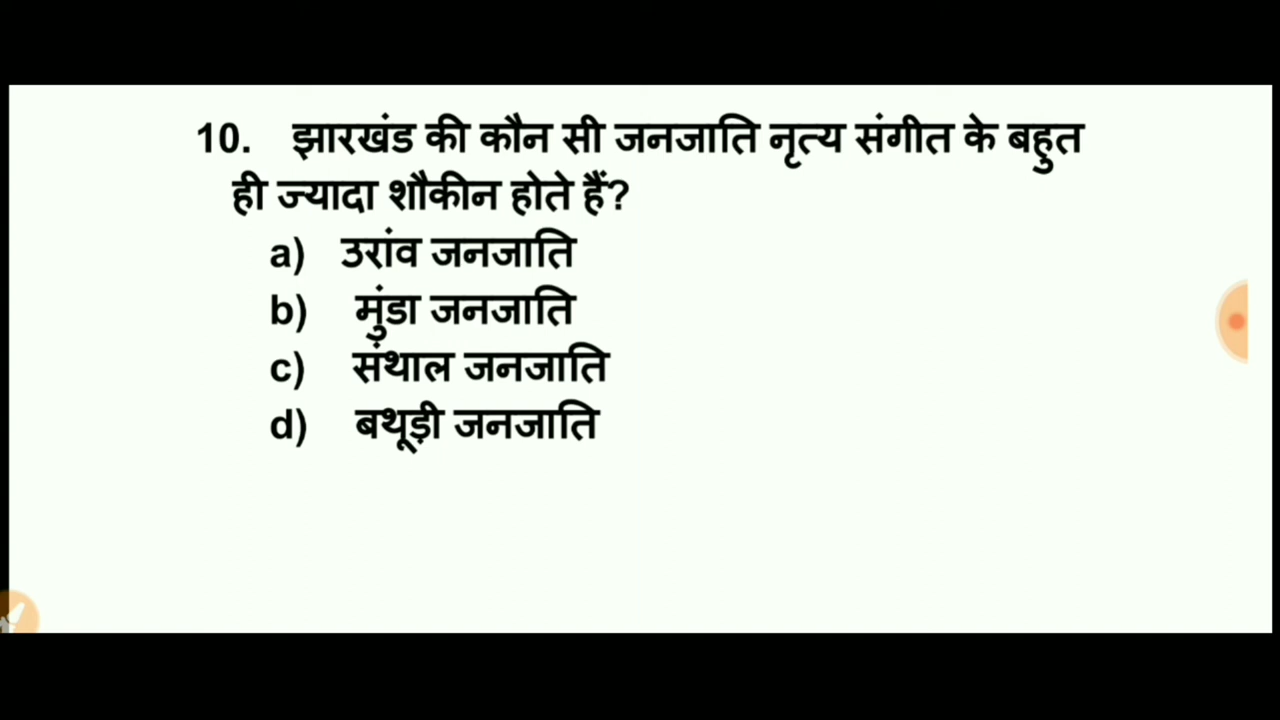 10. झारखंड की कौन सी जनजाति नृत्य संगीत के बहुत
ही ज्यादा शौकीन होते हैं?
a) उरांव जनजाति
b) मुंडा जनजाति
c) संथाल जनजाति
d) बथूड़ी जनजाति